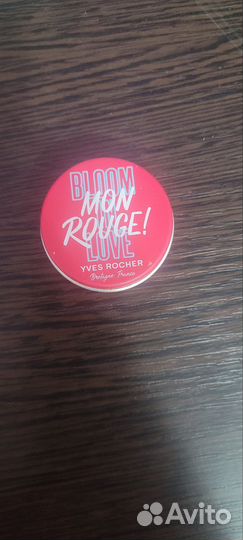 BLOOM
MON
ROUGE!
LOVE
YVES ROCHER
Bretagne France
Avito